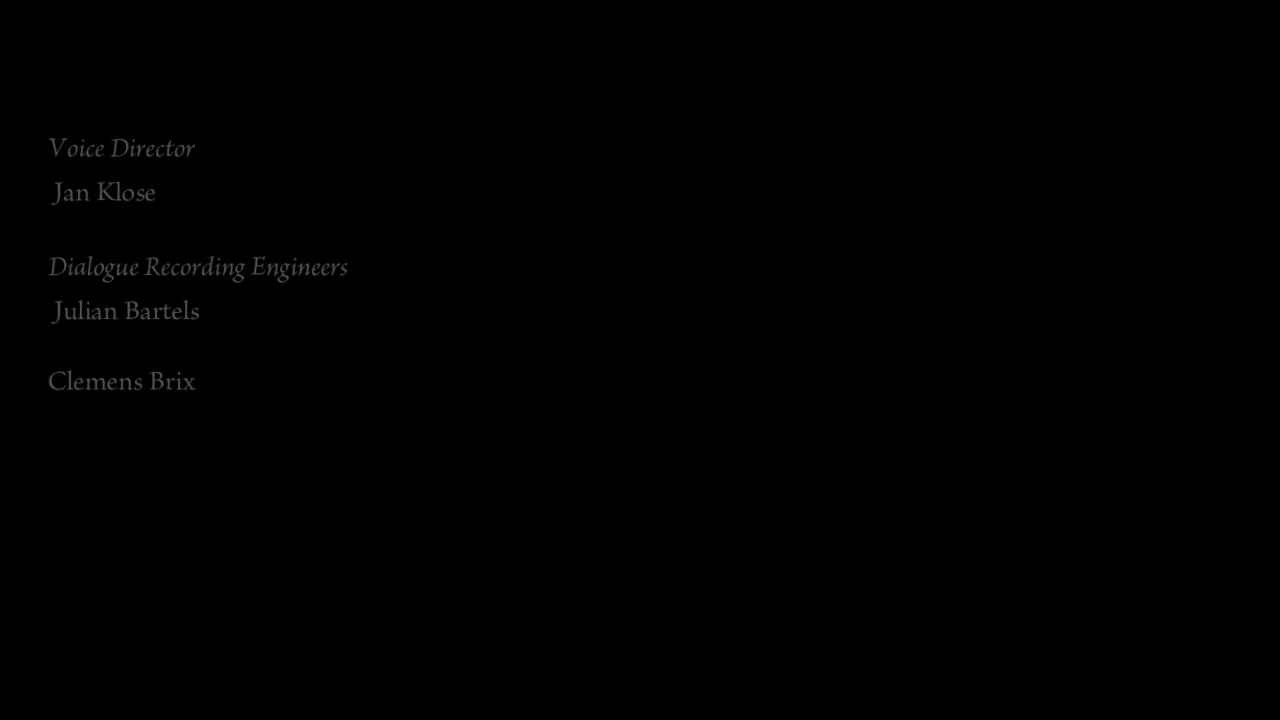 Voice Director
Jan Klose
Dialogue Recording Engineers
Julian Bartels
Clemens Brix